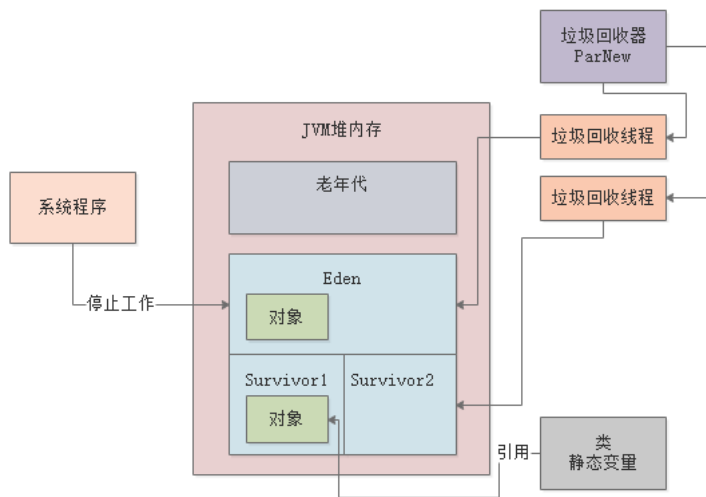 垃圾回收器
ParNew
JVM堆内存
垃圾回收线程
老年代
系统程序
垃圾回收线程
Eden
停止工作
对象
Survivor1
Survivor2
对象
引用
类
静态变量